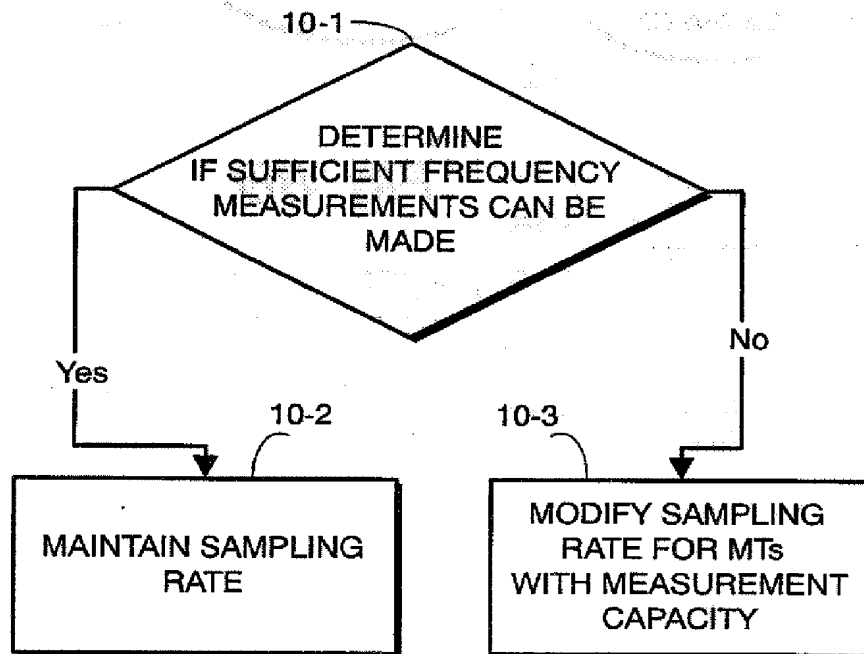 10-1
DETERMINE
IF SUFFICIENT FREQUENCY
MEASUREMENTS CAN BE
MADE
Yes
No
10-2
10-3
MAINTAIN SAMPLING
RATE
MODIFY SAMPLING
RATE FOR MTs
WITH MEASUREMENT
CAPACITY